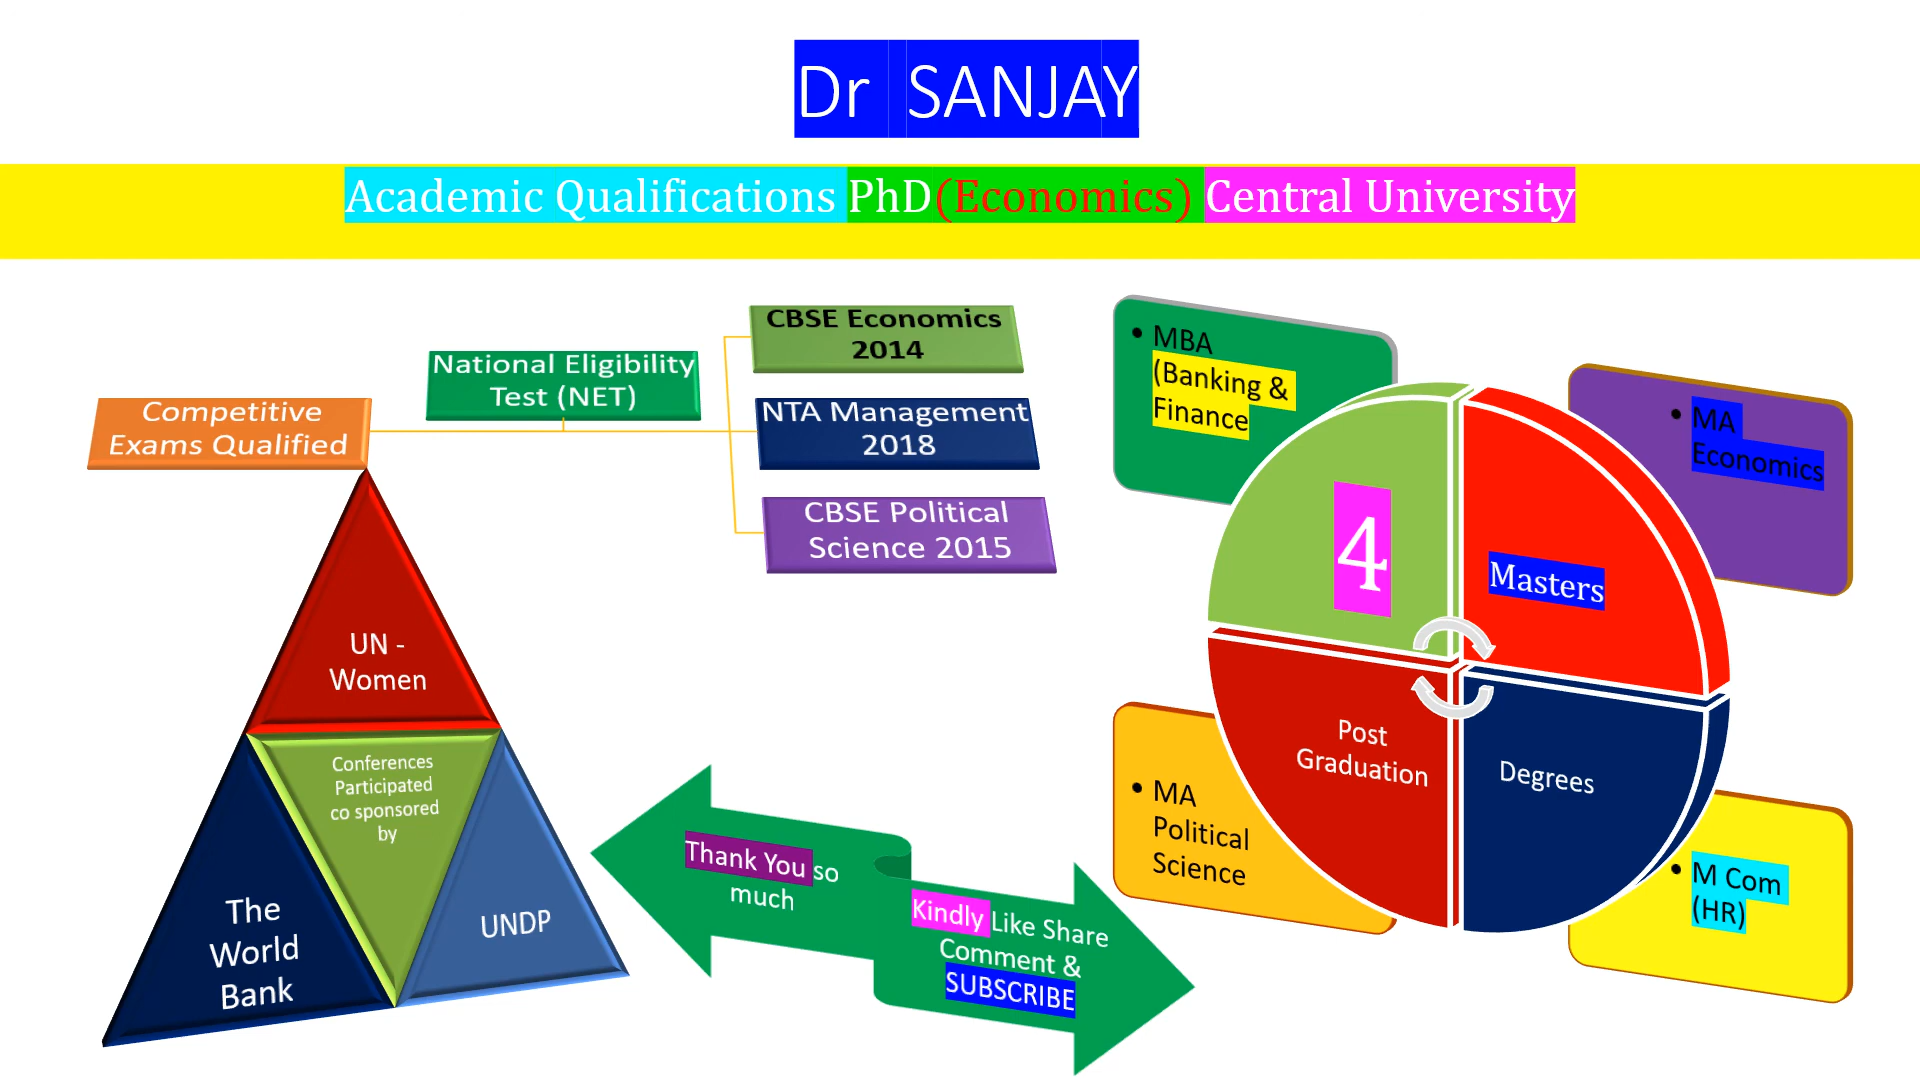 Dr SANJAY
Academic Qualifications PhD(Economics) Central University
Competitive
Exams Qualified
National Eligibility
Test (NET)
CBSE Economics
2014
NTA Management
2018
CBSE Political
Science 2015
UN -
Women
Conferences
Participated
co sponsored
by
The
World
Bank
UNDP
Thank You so
much
Kindly Like Share
Comment &
SUBSCRIBE
• MBA
(Banking &
Finance
• MA
Economics
4
Masters
Post
Graduation
Degrees
• MA
Political
Science
• M Com
(HR)